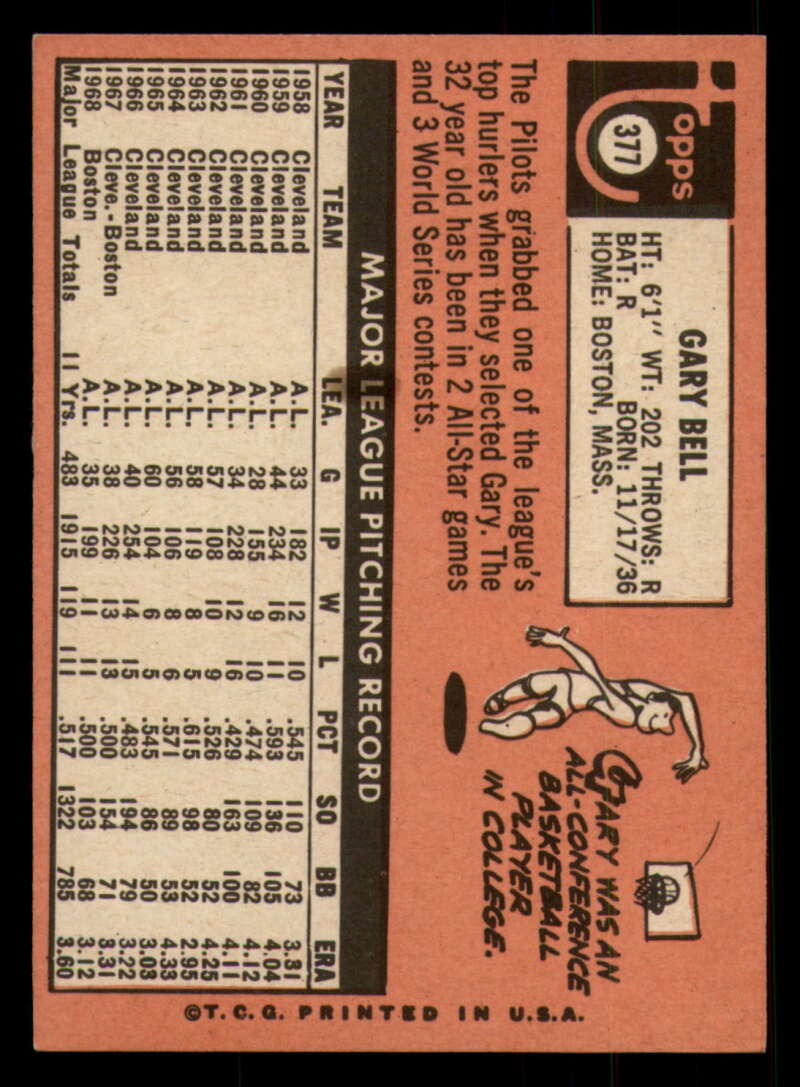 Topps
377
GARY BELL
HT: 6'1" WT: 202 THROWS: R
BAT: R BORN: 11/17/36
HOME: BOSTON, MASS.
The Pilots grabbed one of the league's
top hurlers when they selected Gary. The
32 year old has been in 2 All-Star games
and 3 World Series contests.
GARY WAS AN
ALL-CONFERENCE
BASKETBALL
PLAYER
IN COLLEGE.
MAJOR LEAGUE PITCHING RECORD
YEAR TEAM LEA. G IP W L PCT SO BB ERA
1958 Cleveland A.L. 33 182 12 10 .545 110 73 3.31
1959 Cleveland A.L. 44 234 16 11 .593 136 105 4.04
1960 Cleveland A.L. 28 155 9 10 .474 109 82 4.12
1961 Cleveland A.L. 34 228 12 16 .429 163 100 4.11
1962 Cleveland A.L. 57 108 10 9 .526 80 52 4.25
1963 Cleveland A.L. 58 119 8 5 .615 98 52 2.95
1964 Cleveland A.L. 56 106 8 6 .571 89 53 4.33
1965 Cleveland A.L. 60 104 6 5 .545 86 50 3.03
1966 Cleveland A.L. 40 254 14 15 .483 194 79 3.22
1967 Cleve.-Boston A.L. 38 226 13 13 .500 154 71 3.31
1968 Boston A.L. 35 199 11 11 .500 103 68 3.12
Major League Totals 11 Yrs. 483 1915 119 111 .517 1322 785 3.60
©T.C.G. PRINTED IN U.S.A.